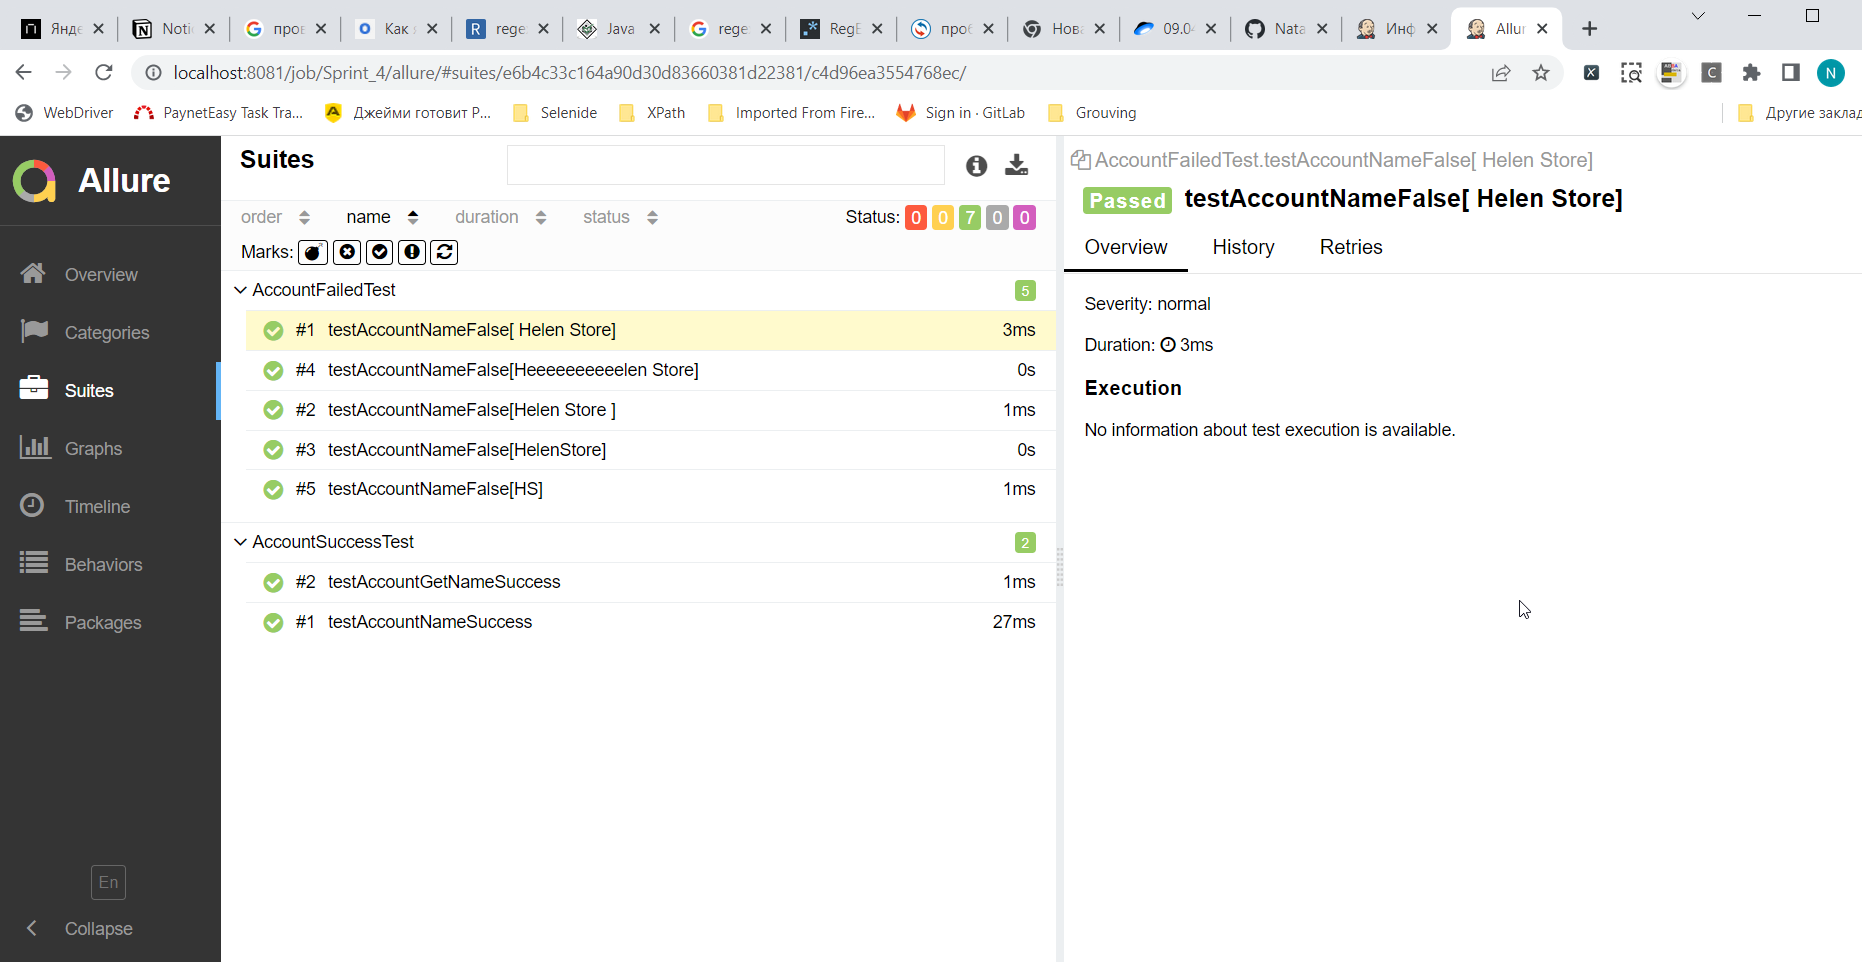 Янде Notic пров Как я rege: Java rege: RegE проб Нова 09.04 Nata Инф Allur
localhost:8081/job/Sprint_4/allure/#suites/e6b4c33c164a90d30d83660381d22381/c4d96ea3554768ec/
N
WebDriver PaynetEasy Task Tra... Джейми готовит Р... Selenide XPath Imported From Fire... Sign in · GitLab Grouving Другие заклад
Allure
Overview
Categories
Suites
Graphs
Timeline
Behaviors
Packages
En
Collapse
Suites
order name duration status Status: 0 0 7 0 0
Marks:
AccountFailedTest 5
#1 testAccountNameFalse[ Helen Store] 3ms
#4 testAccountNameFalse[Heeeeeeeeeelen Store] 0s
#2 testAccountNameFalse[Helen Store ] 1ms
#3 testAccountNameFalse[HelenStore] 0s
#5 testAccountNameFalse[HS] 1ms
AccountSuccessTest 2
#2 testAccountGetNameSuccess 1ms
#1 testAccountNameSuccess 27ms
AccountFailedTest.testAccountNameFalse[ Helen Store]
Passed testAccountNameFalse[ Helen Store]
Overview History Retries
Severity: normal
Duration: 3ms
Execution
No information about test execution is available.